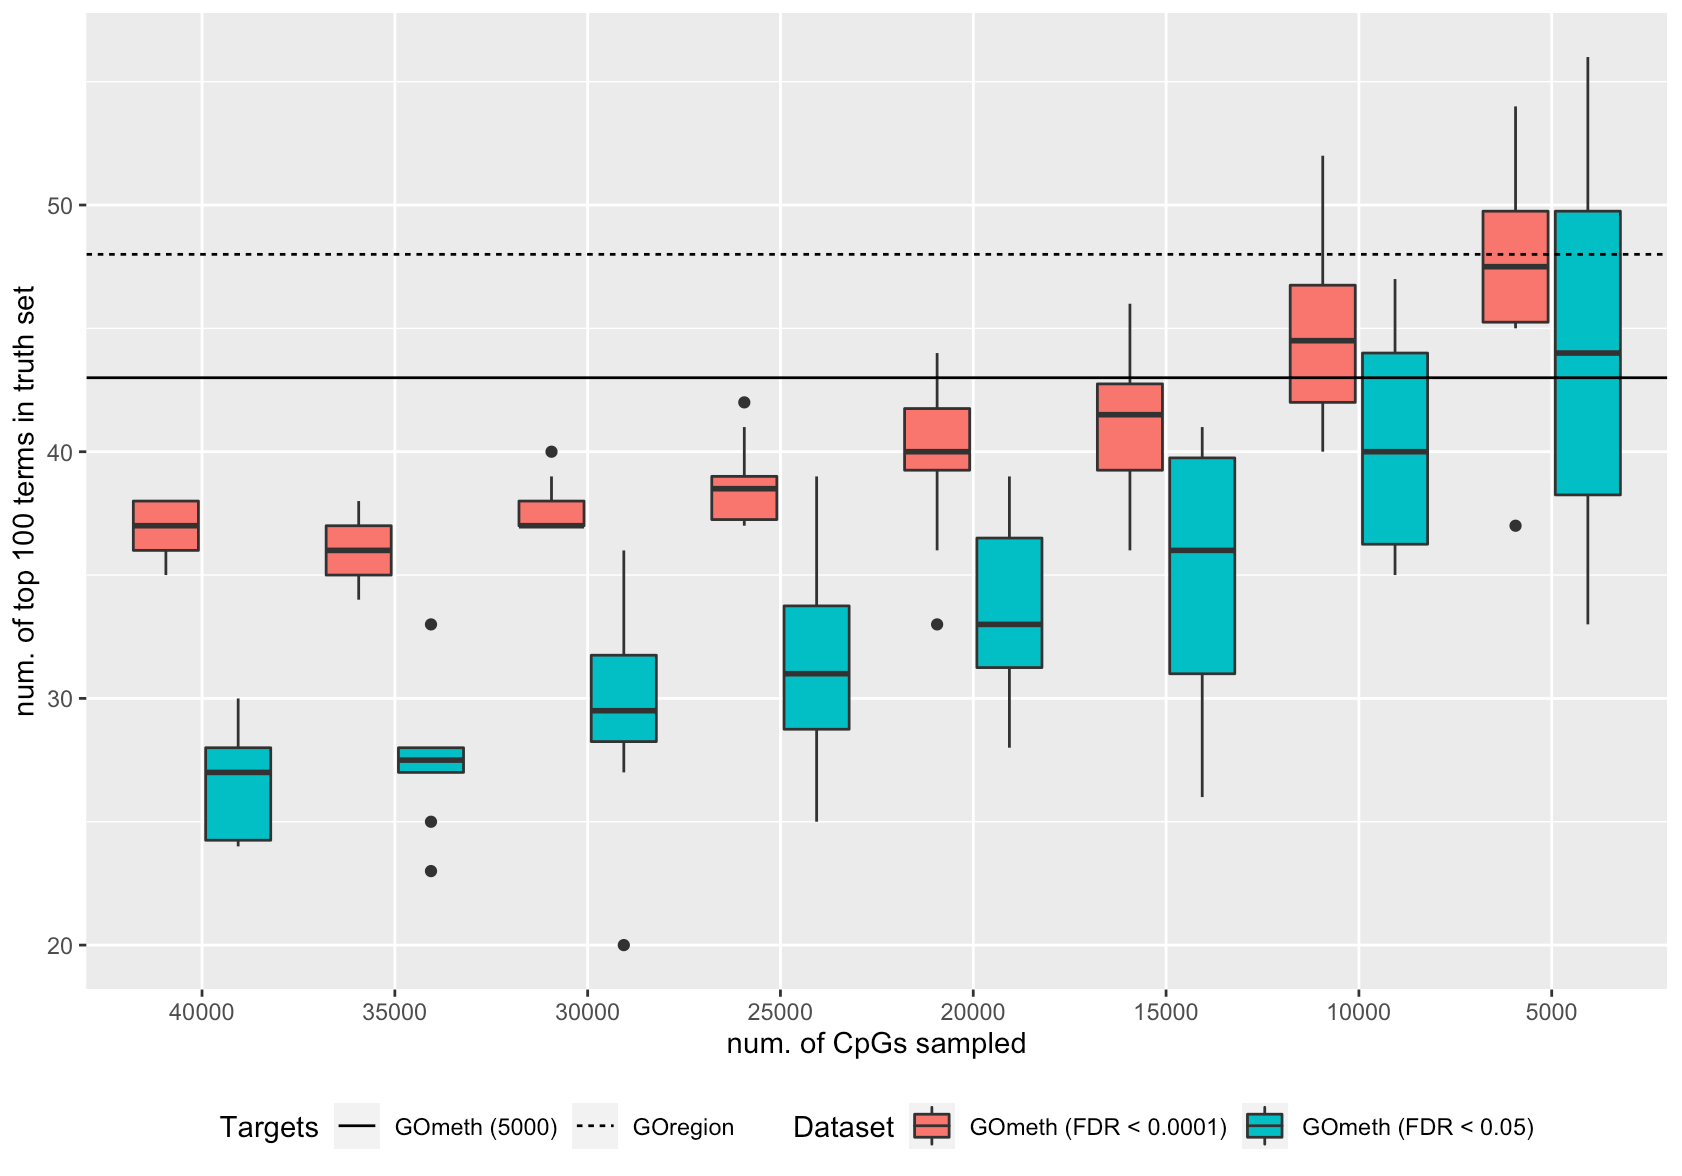 num. of top 100 terms in truth set
50
40
30
20
40000 35000 30000 25000 20000 15000 10000 5000
num. of CpGs sampled
Targets GOmeth (5000) GOregion Dataset GOmeth (FDR < 0.0001) GOmeth (FDR < 0.05)